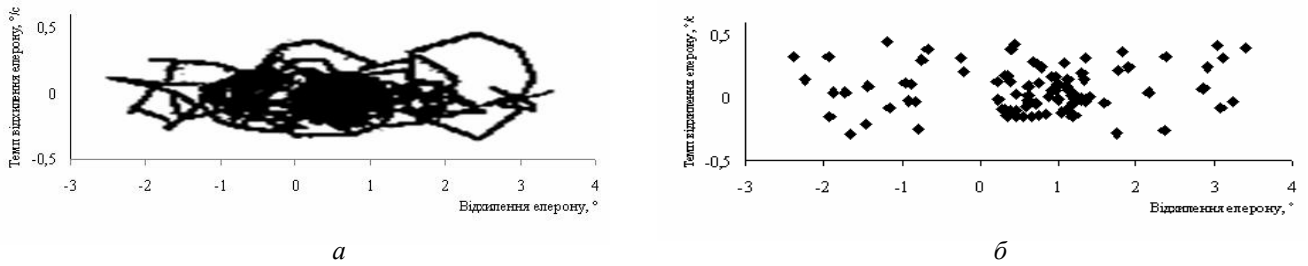 Темп відхилення елерону, °/с
0,5
0
-0,5
-3 -2 -1 0 1 2 3 4
Відхилення елерону, °
а
Темп відхилення елерону, °/с
0,5
0
-0,5
-3 -2 -1 0 1 2 3 4
Відхилення елерону, °
б